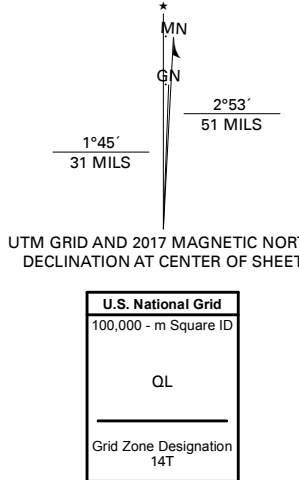 ★
MN
GN
1°45´
31 MILS
2°53´
51 MILS
UTM GRID AND 2017 MAGNETIC NORT
DECLINATION AT CENTER OF SHEET
U.S. National Grid
100,000 - m Square ID
QL
Grid Zone Designation
14T